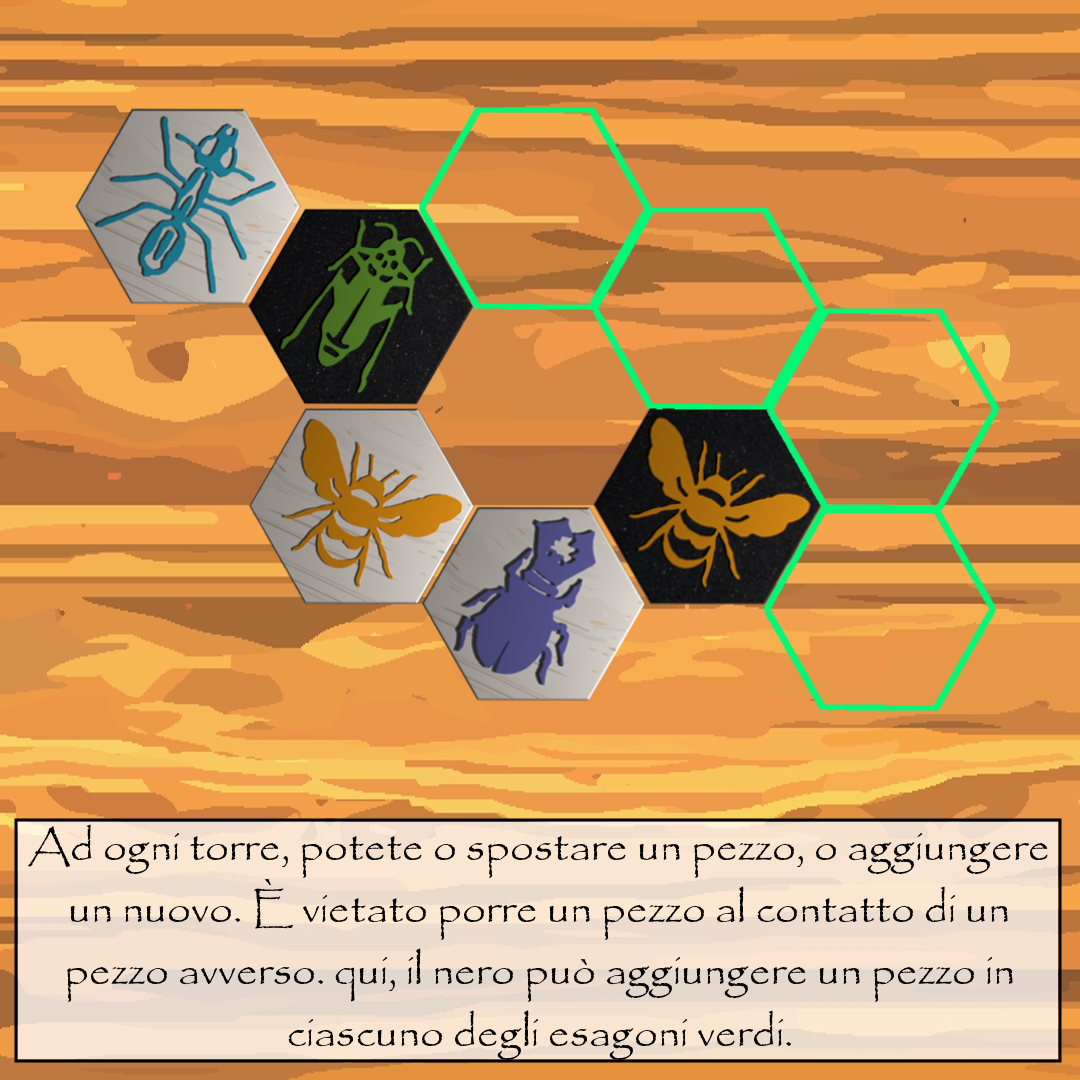 Ad ogni torre, potete o spostare un pezzo, o aggiungere
un nuovo. È vietato porre un pezzo al contatto di un
pezzo avverso. qui, il nero può aggiungere un pezzo in
ciascuno degli esagoni verdi.